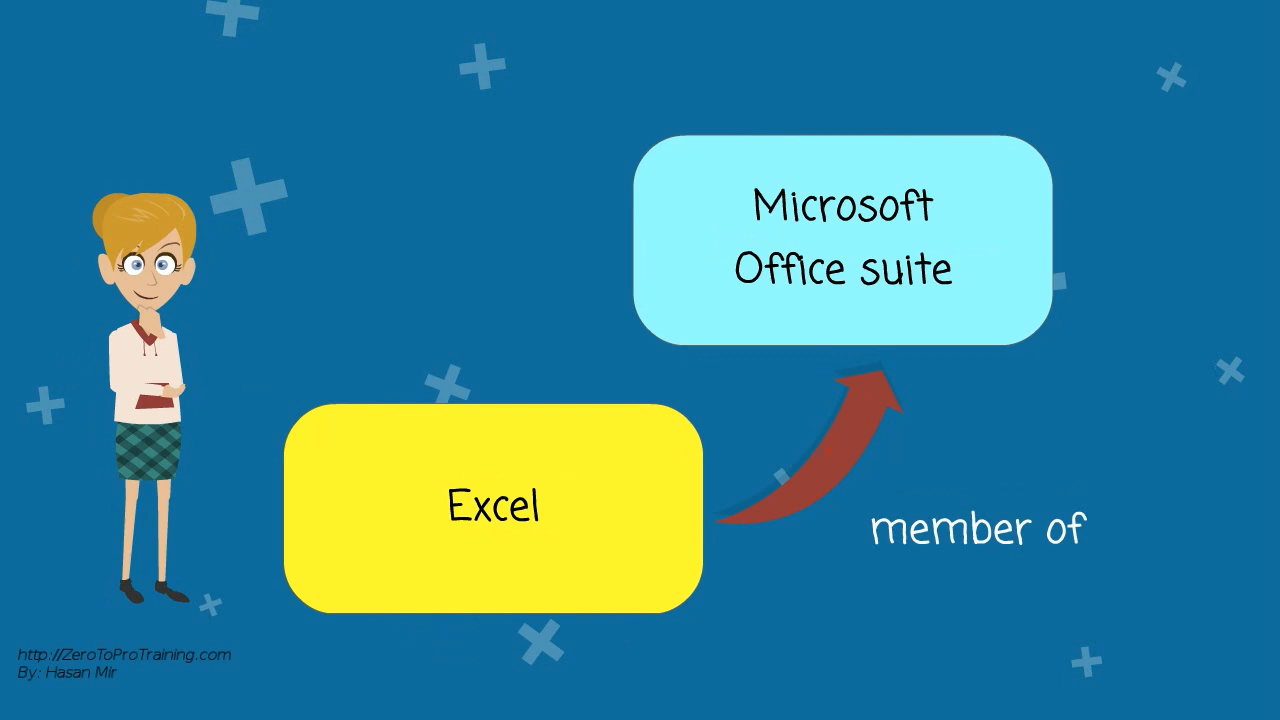 Microsoft
Office suite
Excel
member of
http://ZeroToProTraining.com
By: Hasan Mir